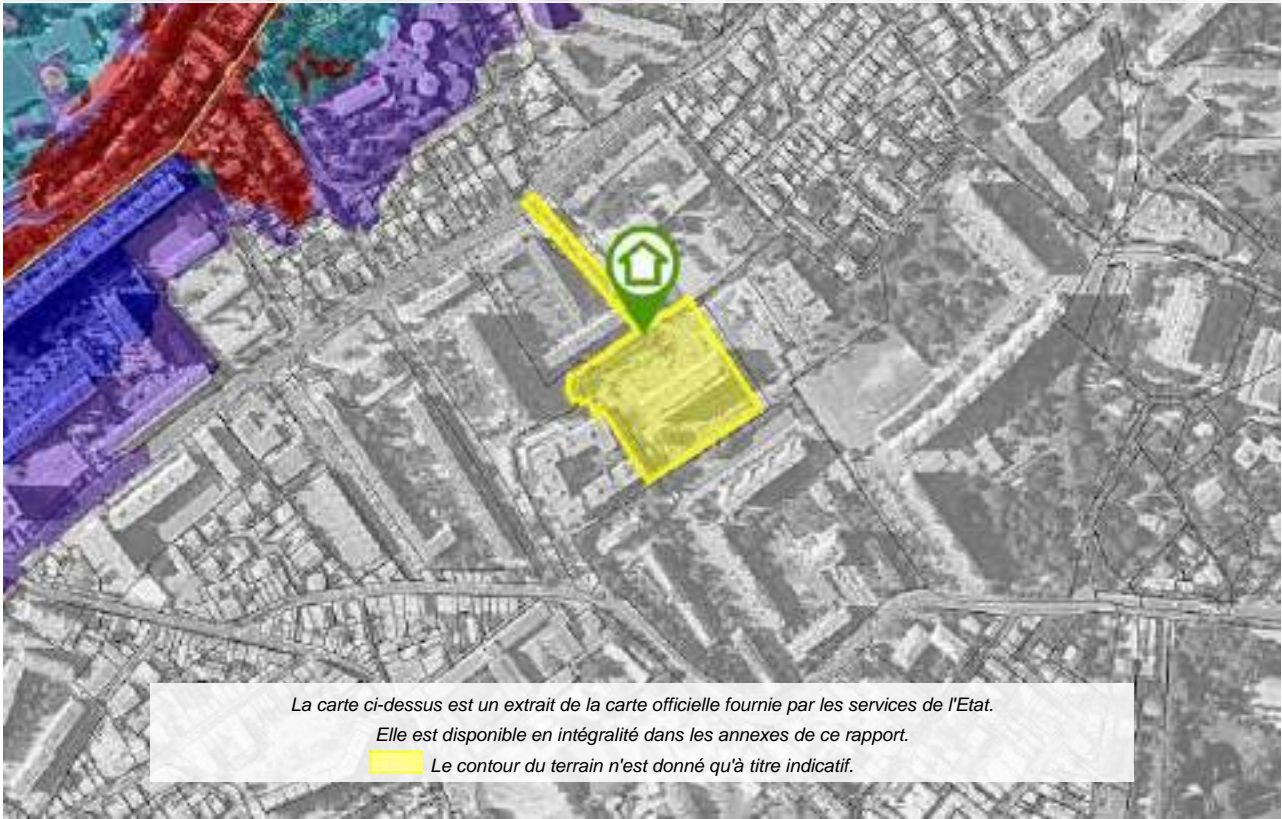 La carte ci-dessus est un extrait de la carte officielle fournie par les services de l'Etat.
Elle est disponible en intégralité dans les annexes de ce rapport.
Le contour du terrain n'est donné qu'à titre indicatif.